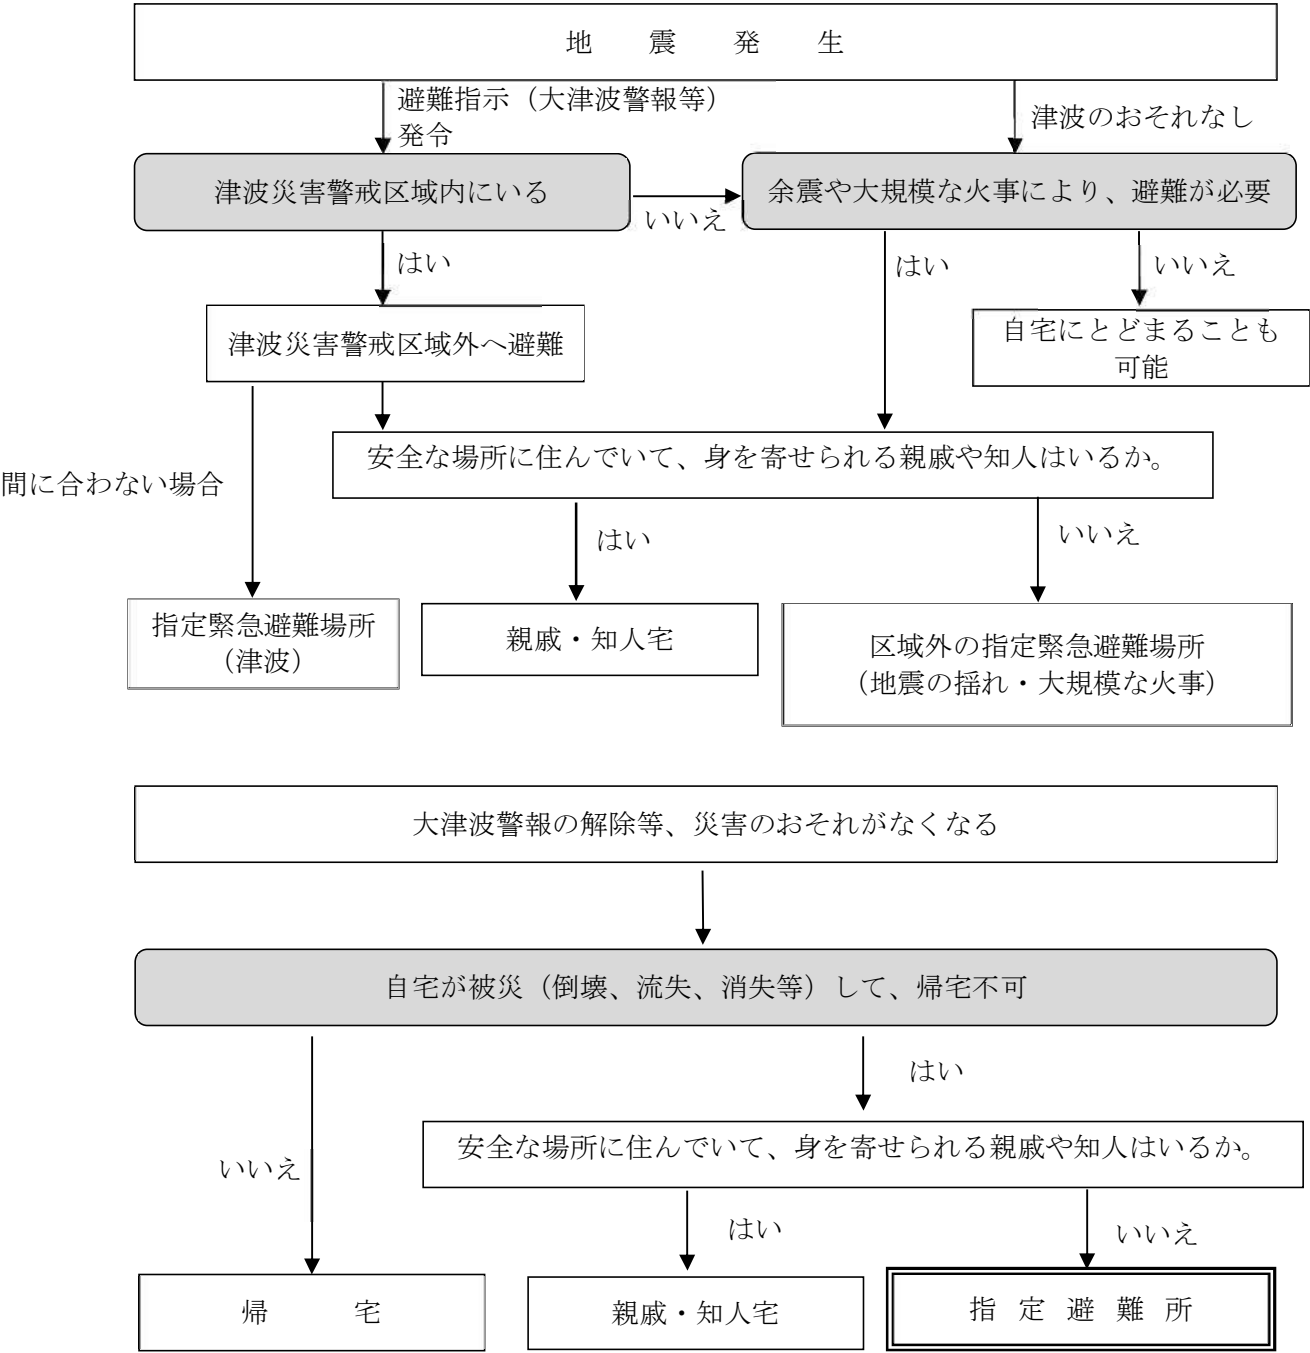 地震発生
避難指示（大津波警報等）
発令
津波のおそれなし
津波災害警戒区域内にいる
いいえ
余震や大規模な火事により、避難が必要
はい
はい
いいえ
津波災害警戒区域外へ避難
自宅にとどまることも
可能
安全な場所に住んでいて、身を寄せられる親戚や知人はいるか。
間に合わない場合
はい
いいえ
指定緊急避難場所
（津波）
親戚・知人宅
区域外の指定緊急避難場所
（地震の揺れ・大規模な火事）
大津波警報の解除等、災害のおそれがなくなる
自宅が被災（倒壊、流失、消失等）して、帰宅不可
はい
安全な場所に住んでいて、身を寄せられる親戚や知人はいるか。
いいえ
はい
いいえ
帰宅
親戚・知人宅
指定避難所